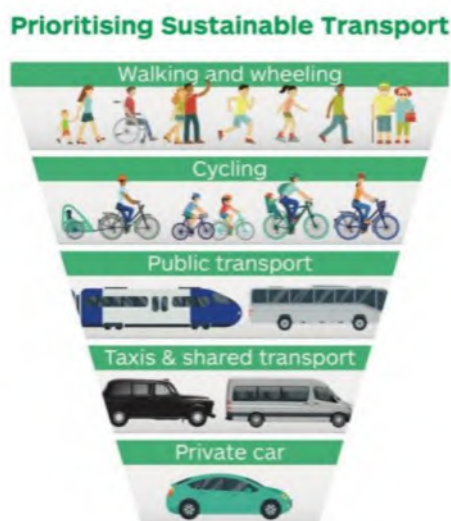 Prioritising Sustainable Transport
Walking and wheeling
Cycling
Public transport
Taxis & shared transport
Private car